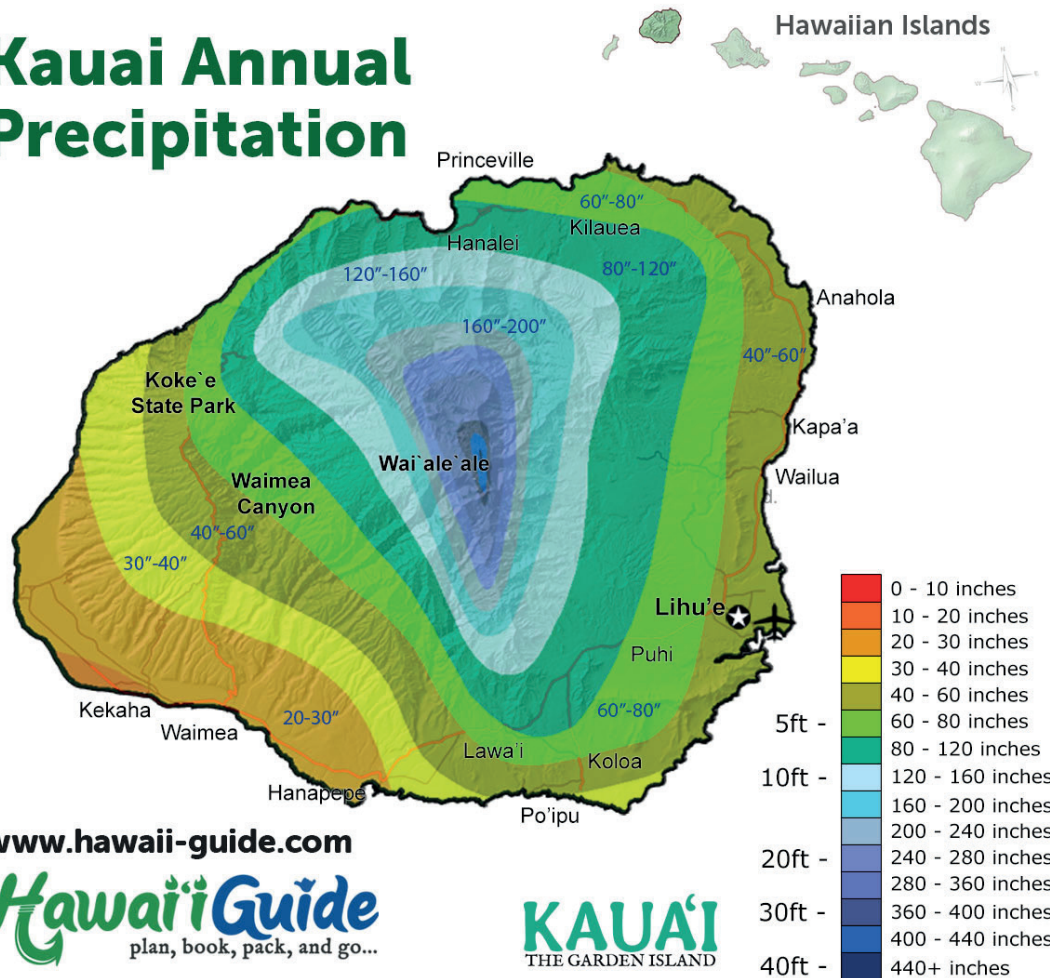 Hawaiian Islands
Kauai Annual
Precipitation
Princeville
60"-80"
Kilauea
Hanalei
120"-160"
80"-120"
Anahola
160"-200"
40"-60"
Koke`e
State Park
Kapa'a
Wai`ale`ale
Wailua
d.
Waimea
Canyon
40"-60"
30"-40"
Lihu'e
Puhi
Kekaha
20-30"
60"-80"
Waimea
Lawa'i
Koloa
Hanapepe
Po'ipu
0 - 10 inches
10 - 20 inches
20 - 30 inches
30 - 40 inches
40 - 60 inches
5ft - 60 - 80 inches
80 - 120 inches
10ft - 120 - 160 inches
160 - 200 inches
200 - 240 inches
20ft - 240 - 280 inches
280 - 360 inches
30ft - 360 - 400 inches
400 - 440 inches
40ft - 440+ inches
www.hawaii-guide.com
Hawai'i Guide
plan, book, pack, and go...
KAUA‘I
THE GARDEN ISLAND